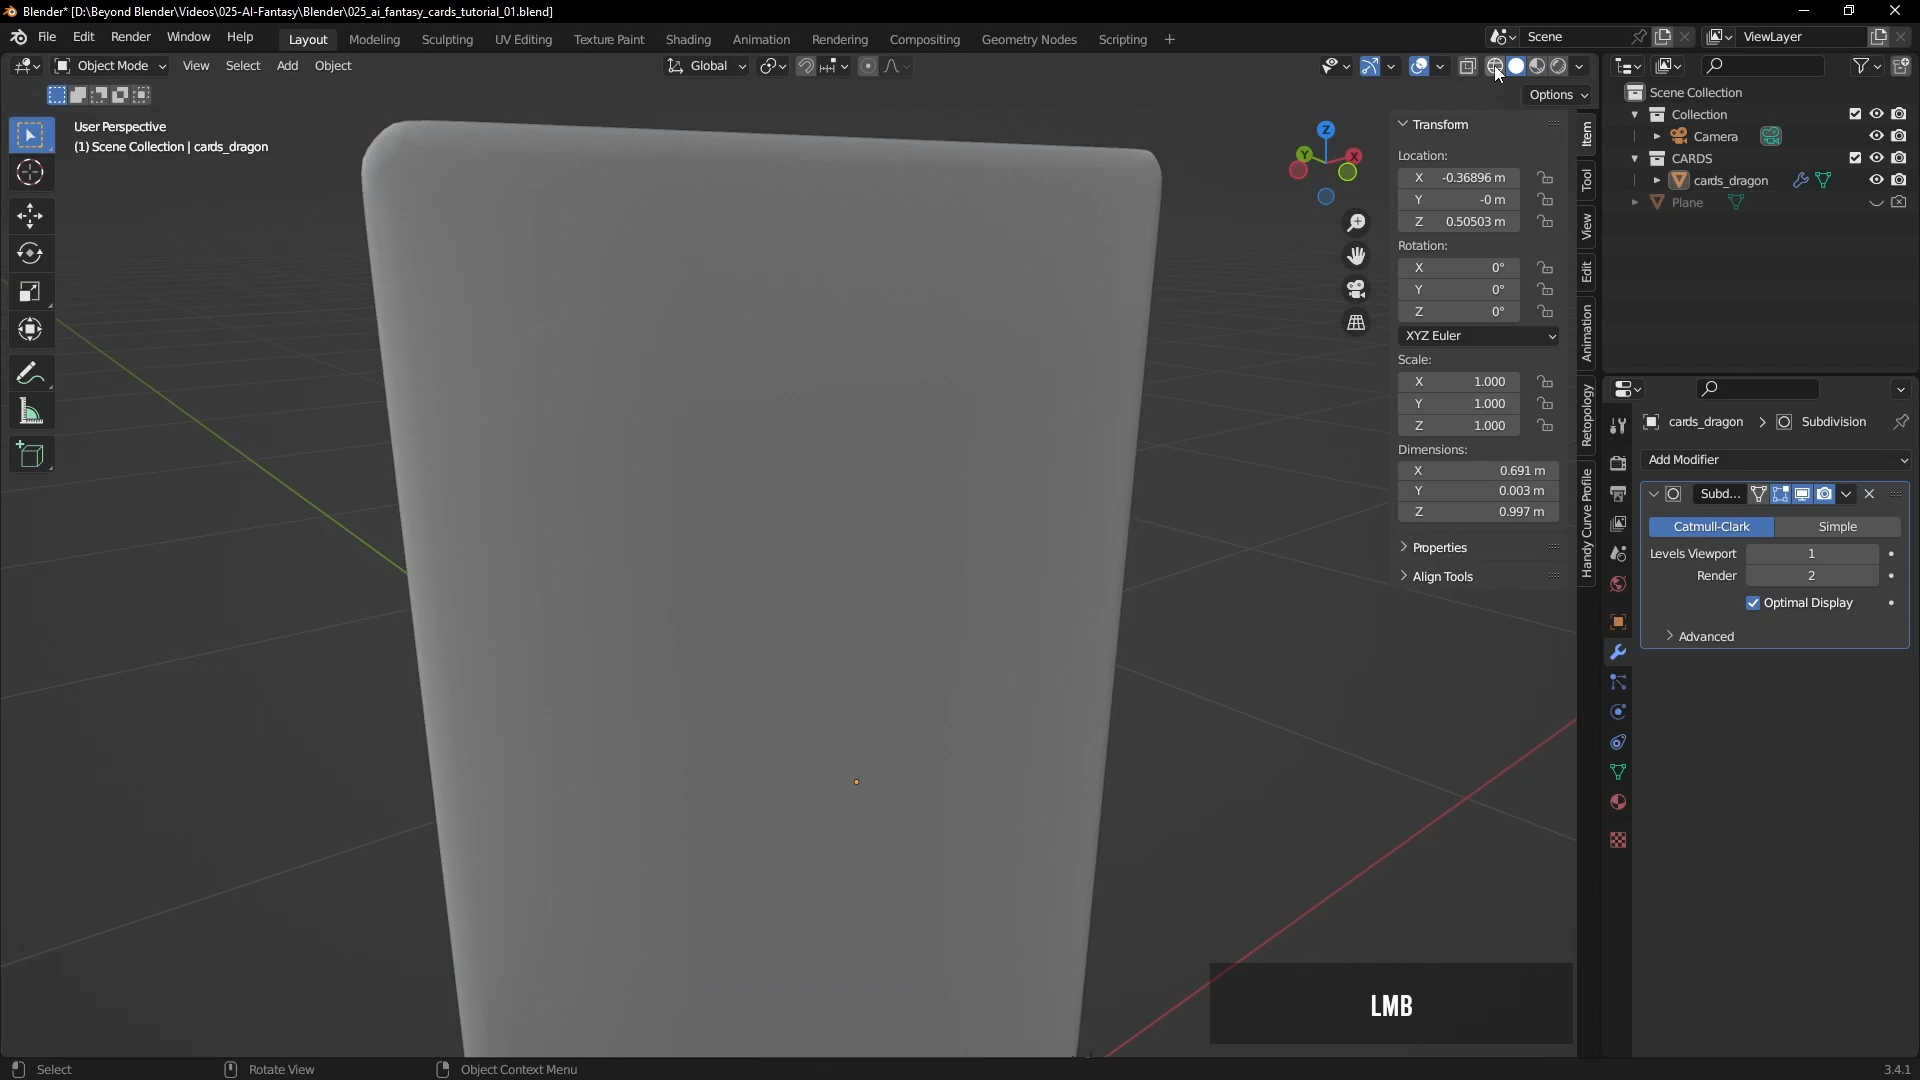 Blender* [D:\Beyond Blender\Videos\025-AI-Fantasy\Blender\025_ai_fantasy_cards_tutorial_01.blend]
File Edit Render Window Help
Layout Modeling Sculpting UV Editing Texture Paint Shading Animation Rendering Compositing Geometry Nodes Scripting +
Scene
ViewLayer
Object Mode View Select Add Object
Global
Options
User Perspective
(1) Scene Collection | cards_dragon
Z
Y
X
Transform
Location:
X -0.36896 m
Y -0 m
Z 0.50503 m
Rotation:
X 0°
Y 0°
Z 0°
XYZ Euler
Scale:
X 1.000
Y 1.000
Z 1.000
Dimensions:
X 0.691 m
Y 0.003 m
Z 0.997 m
Properties
Align Tools
Item
Tool
View
Edit
Animation
Retopology
Handy Curve Profile
Scene Collection
Collection
Camera
CARDS
cards_dragon
Plane
cards_dragon > Subdivision
Add Modifier
Subd...
Catmull-Clark Simple
Levels Viewport 1
Render 2
Optimal Display
Advanced
LMB
Select Rotate View Object Context Menu
3.4.1